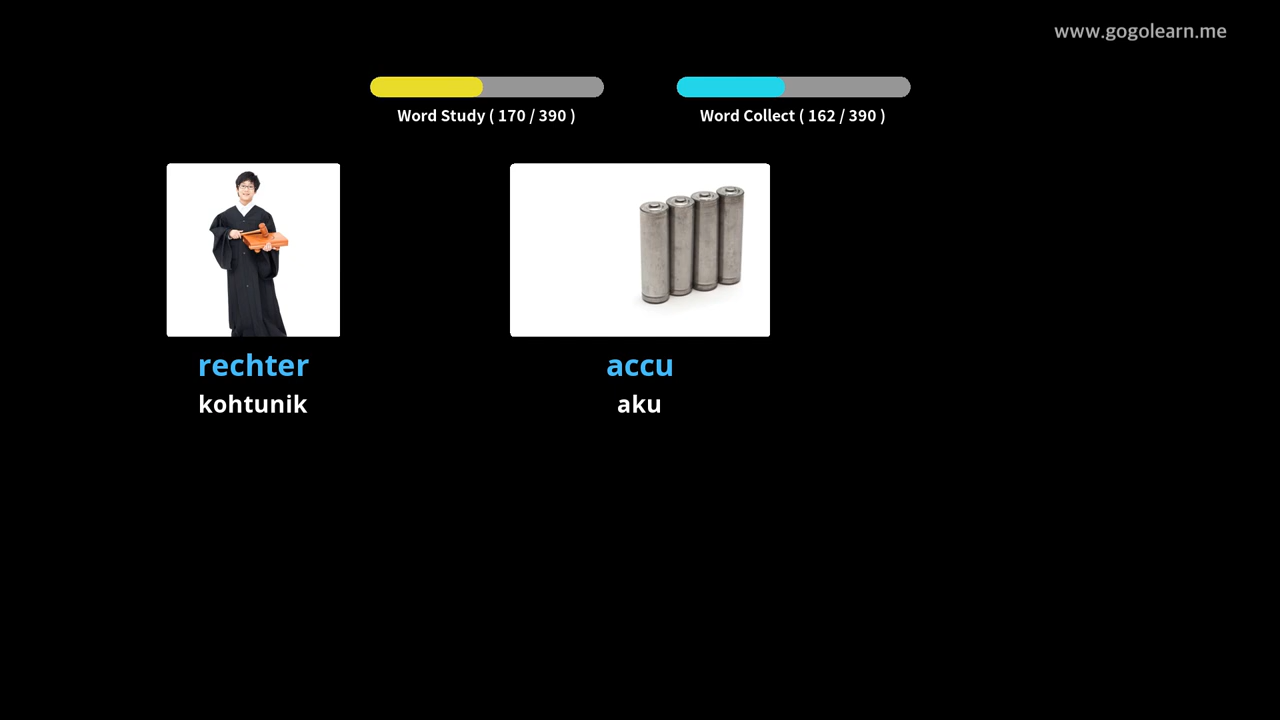 www.gogolearn.me
Word Study ( 170 / 390 )
Word Collect ( 162 / 390 )
rechter
kohtunik
accu
aku